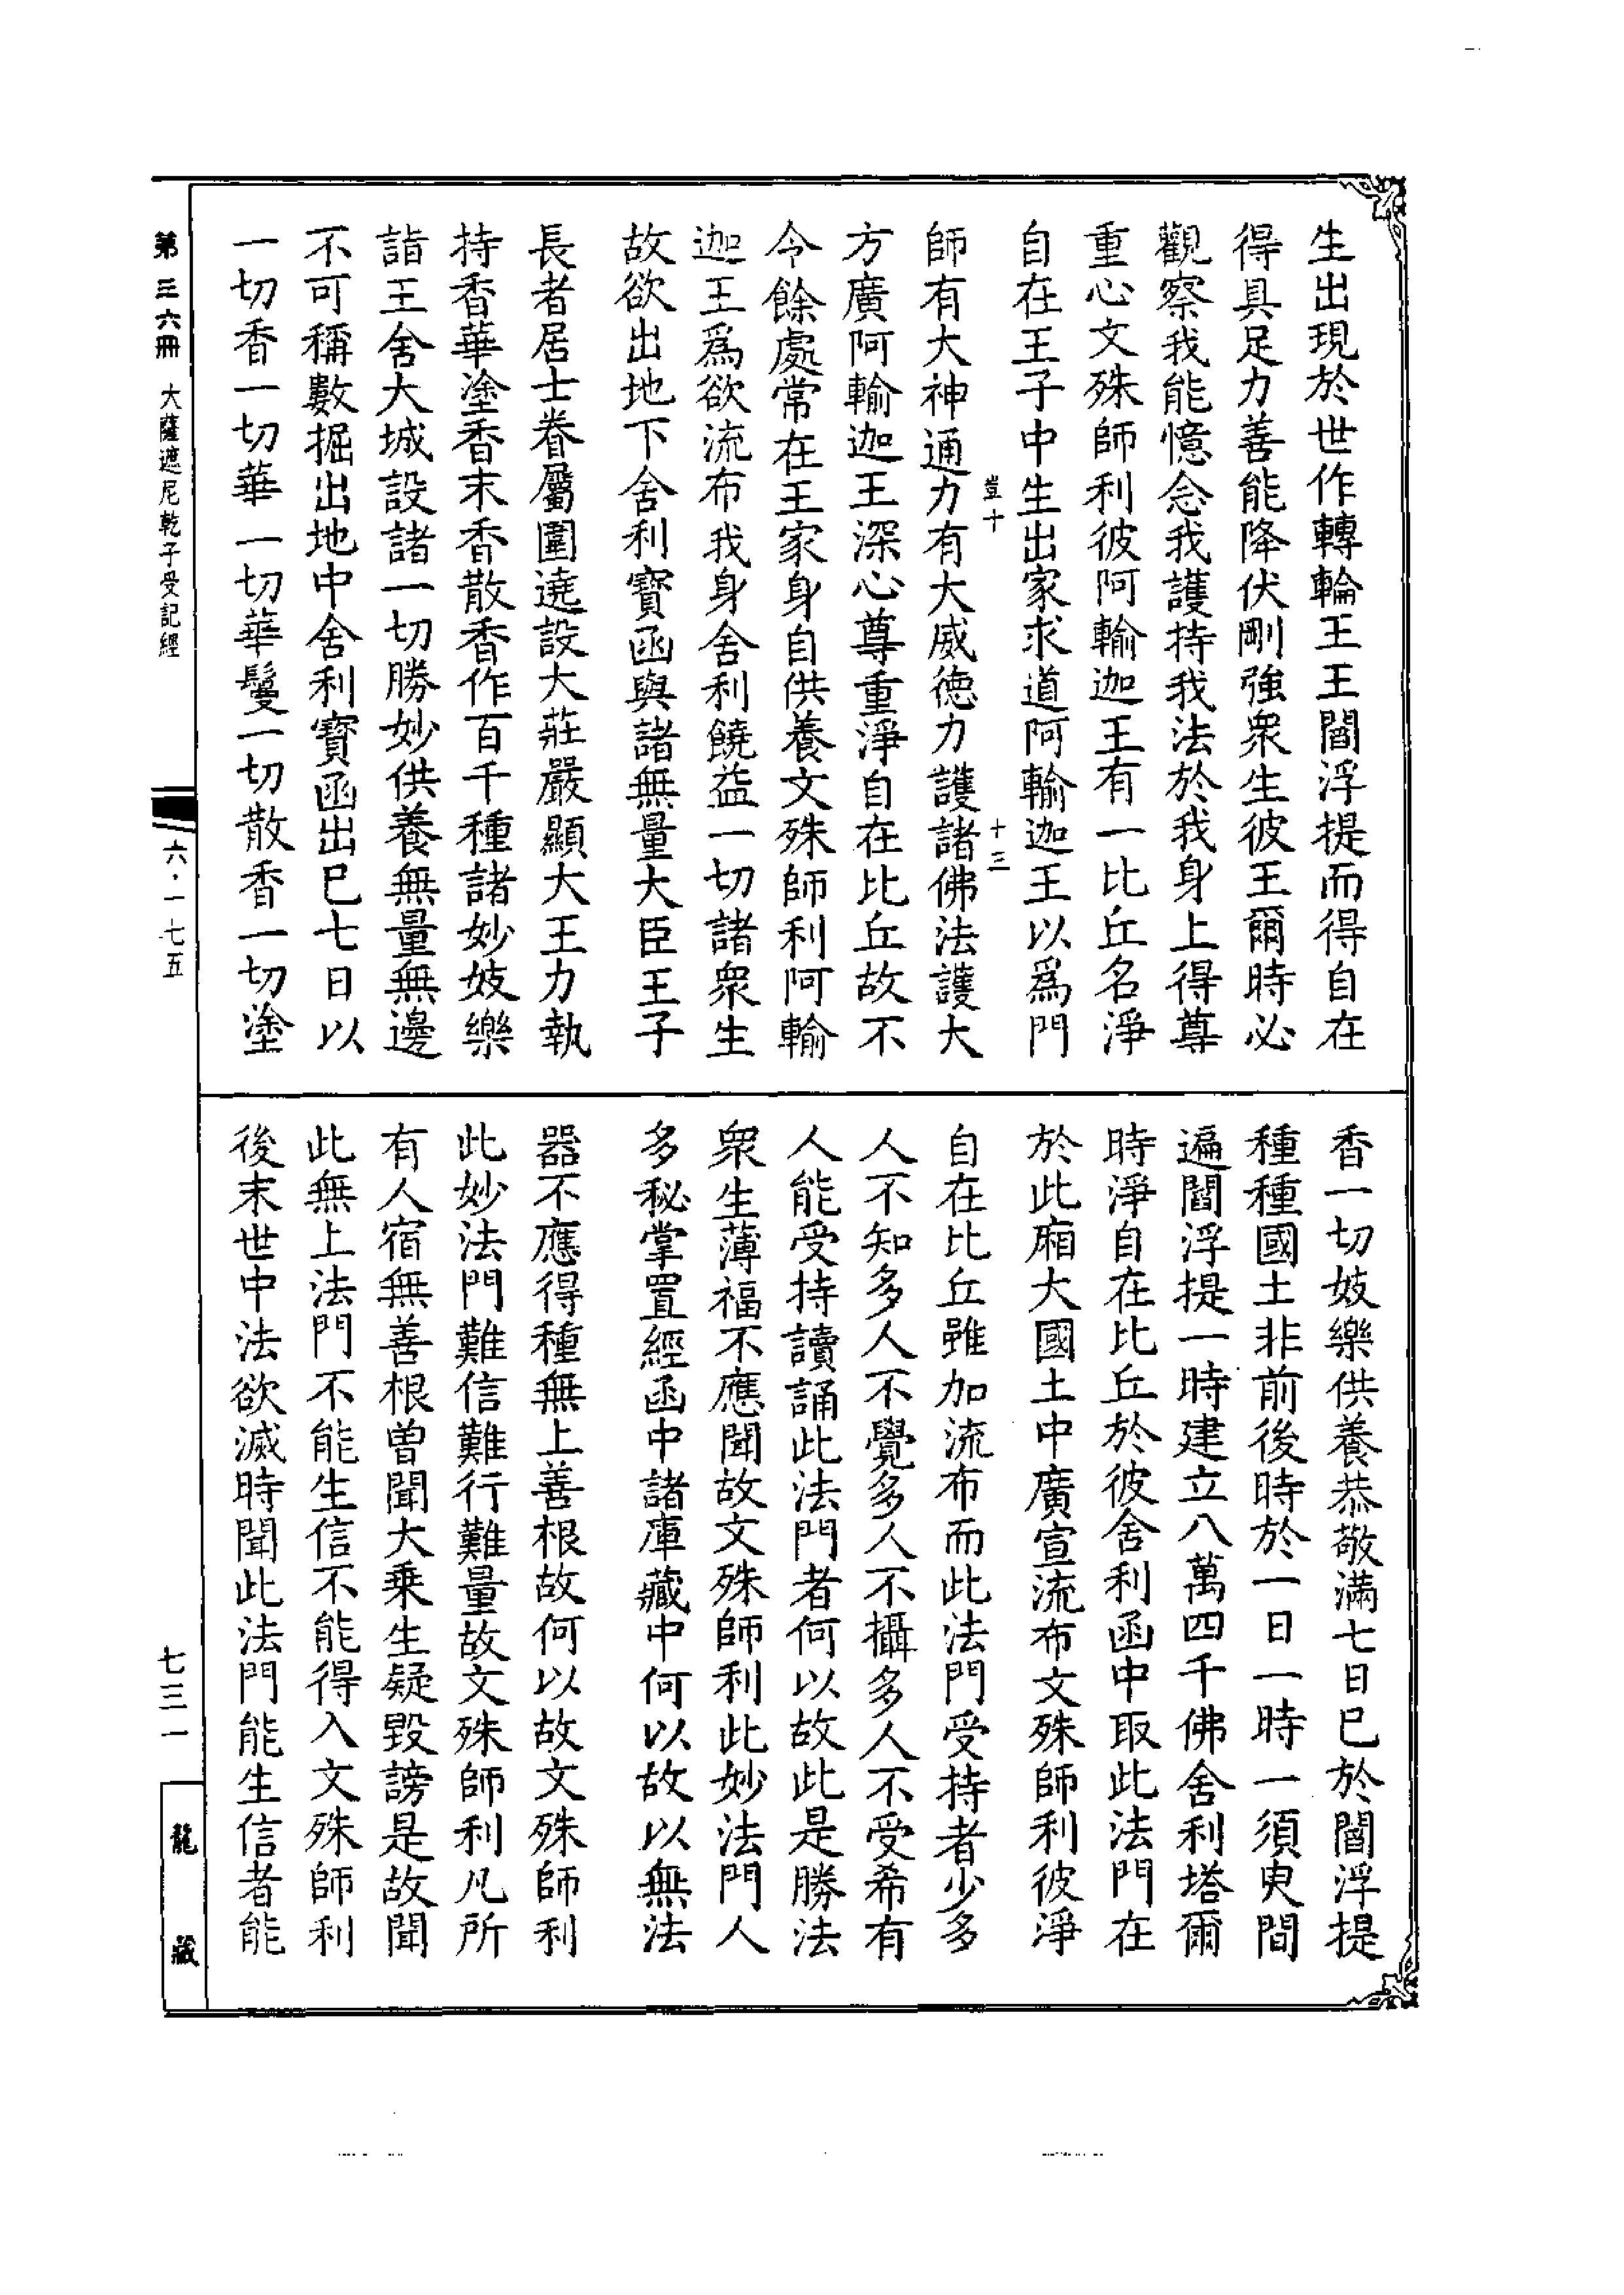 生出現於世作轉輪王王閻浮提而得自在
得具足力善能降伏剛強衆生彼王爾時必
觀察我能憶念我護持我法於我身上得尊
重心文殊師利彼阿輸迦王有一比丘名淨
自在王子中生出家求道阿輸迦王以爲門
豈十
十三
師有大神通力有大威德力護諸佛法護大
方廣阿輸迦王深心尊重淨自在比丘故不
令餘處常在王家身自供養文殊師利阿輸
迦王爲欲流布我身舍利饒益一切諸衆生
故欲出地下舍利寶函與諸無量大臣王子
長者居士眷屬圍遶設大莊嚴顯大王力執
持香華塗香末香散香作百千種諸妙妓樂
詣王舍大城設諸一切勝妙供養無量無邊
不可稱數掘出地中舍利寶函出已七日以
一切香一切華一切華鬘一切散香一切塗
香一切妓樂供養恭敬滿七日已於閻浮提
種種國土非前後時於一日一時一須臾間
遍閻浮提一時建立八萬四千佛舍利塔爾
時淨自在比丘於彼舍利函中取此法門在
於此廂大國土中廣宣流布文殊師利彼淨
自在比丘雖加流布而此法門受持者少多
人不知多人不覺多人不攝多人不受希有
人能受持讀誦此法門者何以故此是勝法
衆生薄福不應聞故文殊師利此妙法門人
多秘掌置經函中諸庫藏中何以故以無法
器不應得種無上善根故何以故文殊師利
此妙法門難信難行難量故文殊師利凡所
有人宿無善根曾聞大乗生疑毀謗是故聞
此無上法門不能生信不能得入文殊師利
後末世中法欲滅時聞此法門能生信者能
第三六冊 大薩遮尼乾子受記經
六·一七五
七三一
龍藏